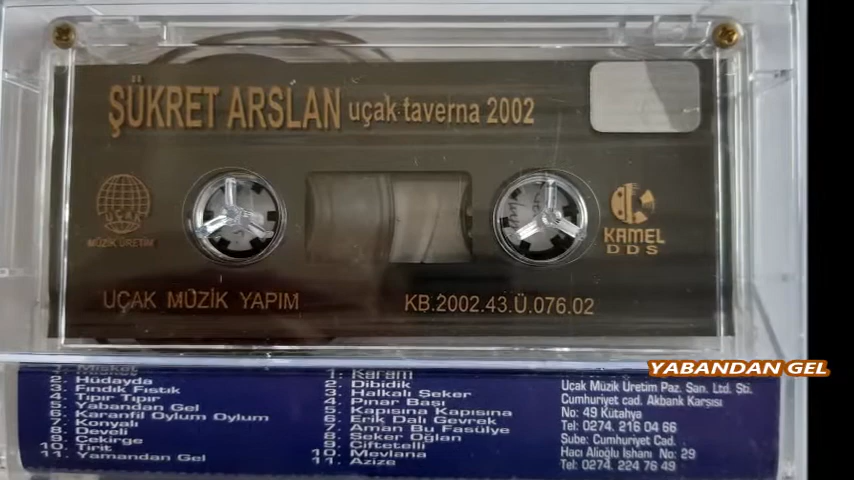 ŞÜKRET ARSLAN uçak taverna 2002
UÇAK
MÜZİK ÜRETİM
KAMEL
DDS
UÇAK MÜZİK YAPIM
KB.2002.43.Ü.076.02
YABANDAN GEL
1. Misket
2. Hüdayda
3. Fındık Fıstık
4. Tıpır Tıpır
5. Yabandan Gel
6. Karanfil Oylum Oylum
7. Konyalı
8. Develi
9. Çekirge
10. Tirit
11. Yamandan Gel
1. Karam
2. Dibidik
3. Halkalı Şeker
4. Pınar Başı
5. Kapısına Kapısına
6. Erik Dalı Gevrek
7. Aman Bu Fasülye
8. Şeker Oğlan
9. Çiftetelli
10. Mevlana
11. Azize
Uçak Müzik Üretim Paz. San. Ltd. Şti.
Cumhuriyet cad. Akbank Karşısı
No: 49 Kütahya
Tel.: 0274. 216 04 66
Şube: Cumhuriyet Cad.
Hacı Alioğlu İshanı No: 29
Tel.: 0274. 224 76 49